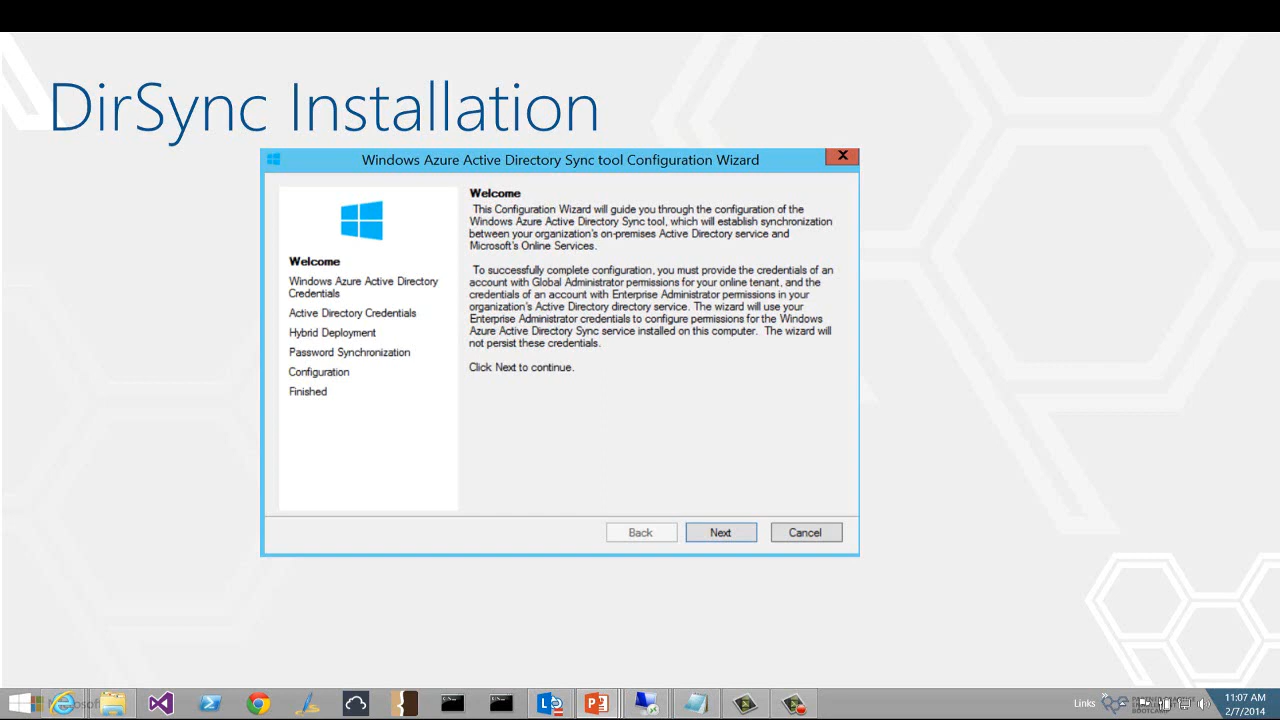 DirSync Installation
Windows Azure Active Directory Sync tool Configuration Wizard
Welcome
Windows Azure Active Directory
Credentials
Active Directory Credentials
Hybrid Deployment
Password Synchronization
Configuration
Finished
Welcome
This Configuration Wizard will guide you through the configuration of the
Windows Azure Active Directory Sync tool, which will establish synchronization
between your organization's on-premises Active Directory service and
Microsoft's Online Services.
To successfully complete configuration, you must provide the credentials of an
account with Global Administrator permissions for your online tenant, and the
credentials of an account with Enterprise Administrator permissions in your
organization's Active Directory directory service. The wizard will use your
Enterprise Administrator credentials to configure permissions for the Windows
Azure Active Directory Sync service installed on this computer. The wizard will
not persist these credentials.
Click Next to continue.
Back
Next
Cancel
Links
BOOTCAMP
11:07 AM
2/7/2014